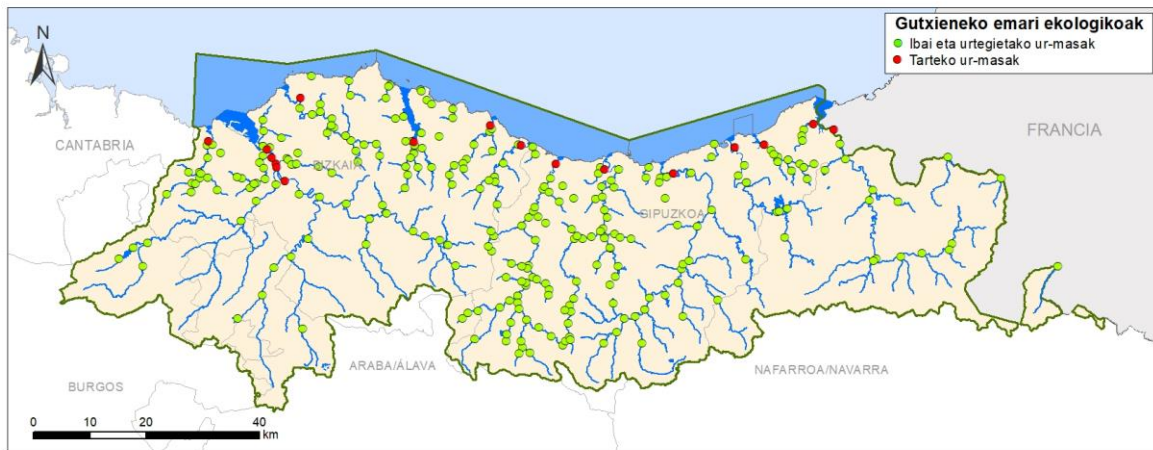 Gutxieneko emari ekologikoak
Ibai eta urtegietako ur-masak
Tarteko ur-masak
N
FRANCIA
CANTABRIA
BIZKAIA
GIPUZKOA
ARABA/ÁLAVA
NAFARROA/NAVARRA
BURGOS
0 10 20 40
km